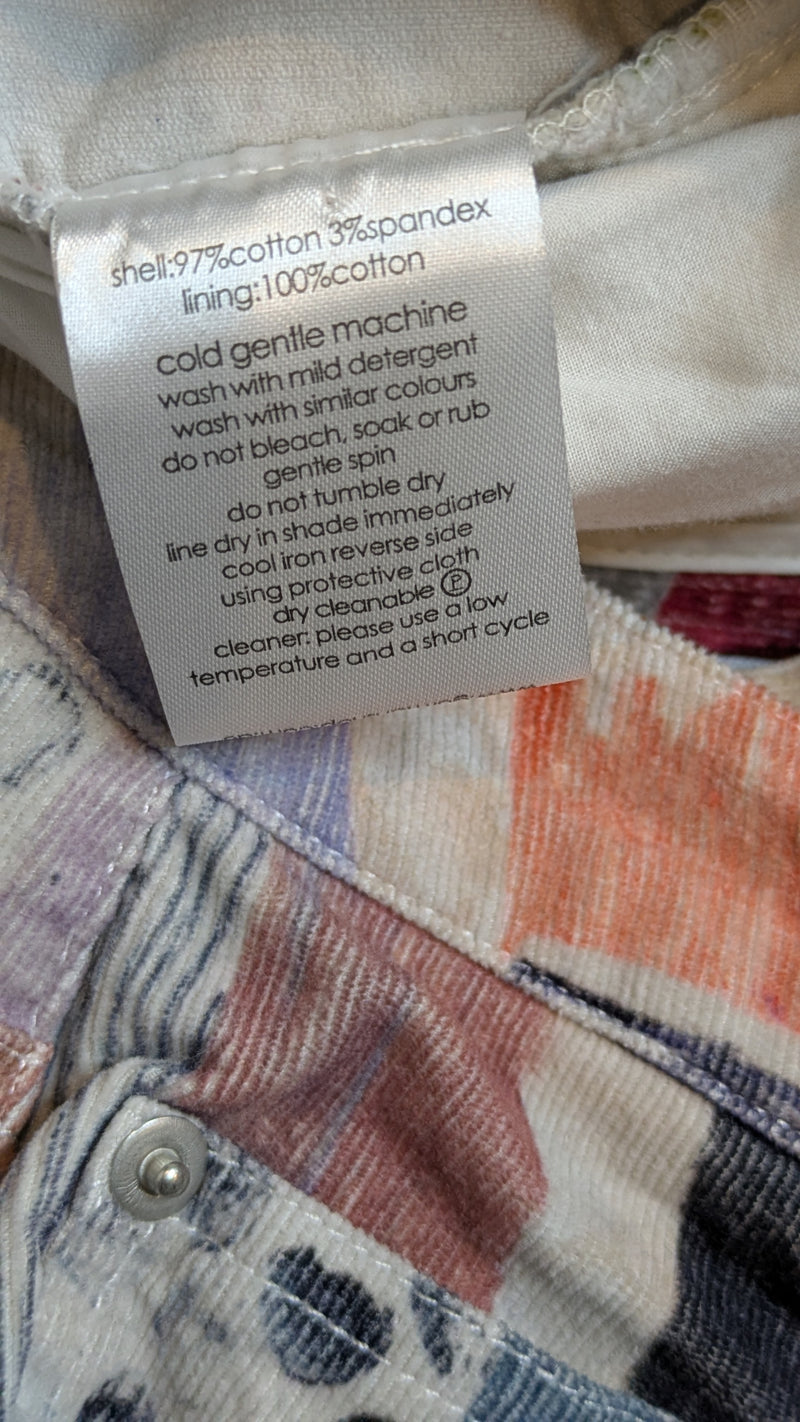 shell:97%cotton 3%spandex
lining:100%cotton
cold gentle machine
wash with mild detergent
wash with similar colours
do not bleach, soak or rub
gentle spin
do not tumble dry
line dry in shade immediately
cool iron reverse side
using protective cloth
dry cleanable Ⓟ
cleaner: please use a low
temperature and a short cycle